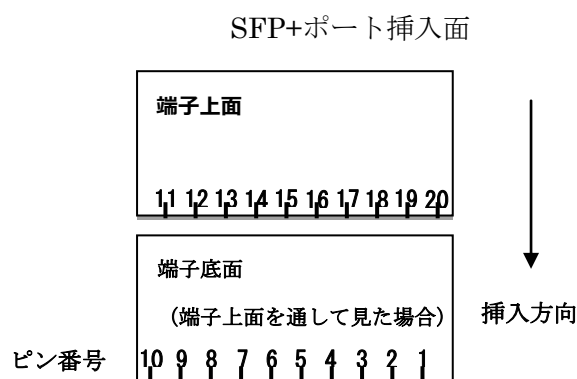 SFP+ポート挿入面
端子上面
11 12 13 14 15 16 17 18 19 20
端子底面
（端子上面を通して見た場合）
挿入方向
ピン番号 10 9 8 7 6 5 4 3 2 1